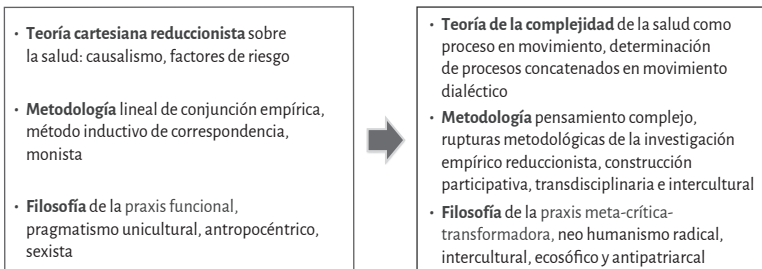 • Teoría cartesiana reduccionista sobre
la salud: causalismo, factores de riesgo
• Metodología lineal de conjunción empírica,
método inductivo de correspondencia,
monista
• Filosofía de la praxis funcional,
pragmatismo unicultural, antropocéntrico,
sexista
• Teoría de la complejidad de la salud como
proceso en movimiento, determinación
de procesos concatenados en movimiento
dialéctico
• Metodología pensamiento complejo,
rupturas metodológicas de la investigación
empírico reduccionista, construcción
participativa, transdisciplinaria e intercultural
• Filosofía de la praxis meta-crítica-
transformadora, neo humanismo radical,
intercultural, ecosófico y antipatriarcal